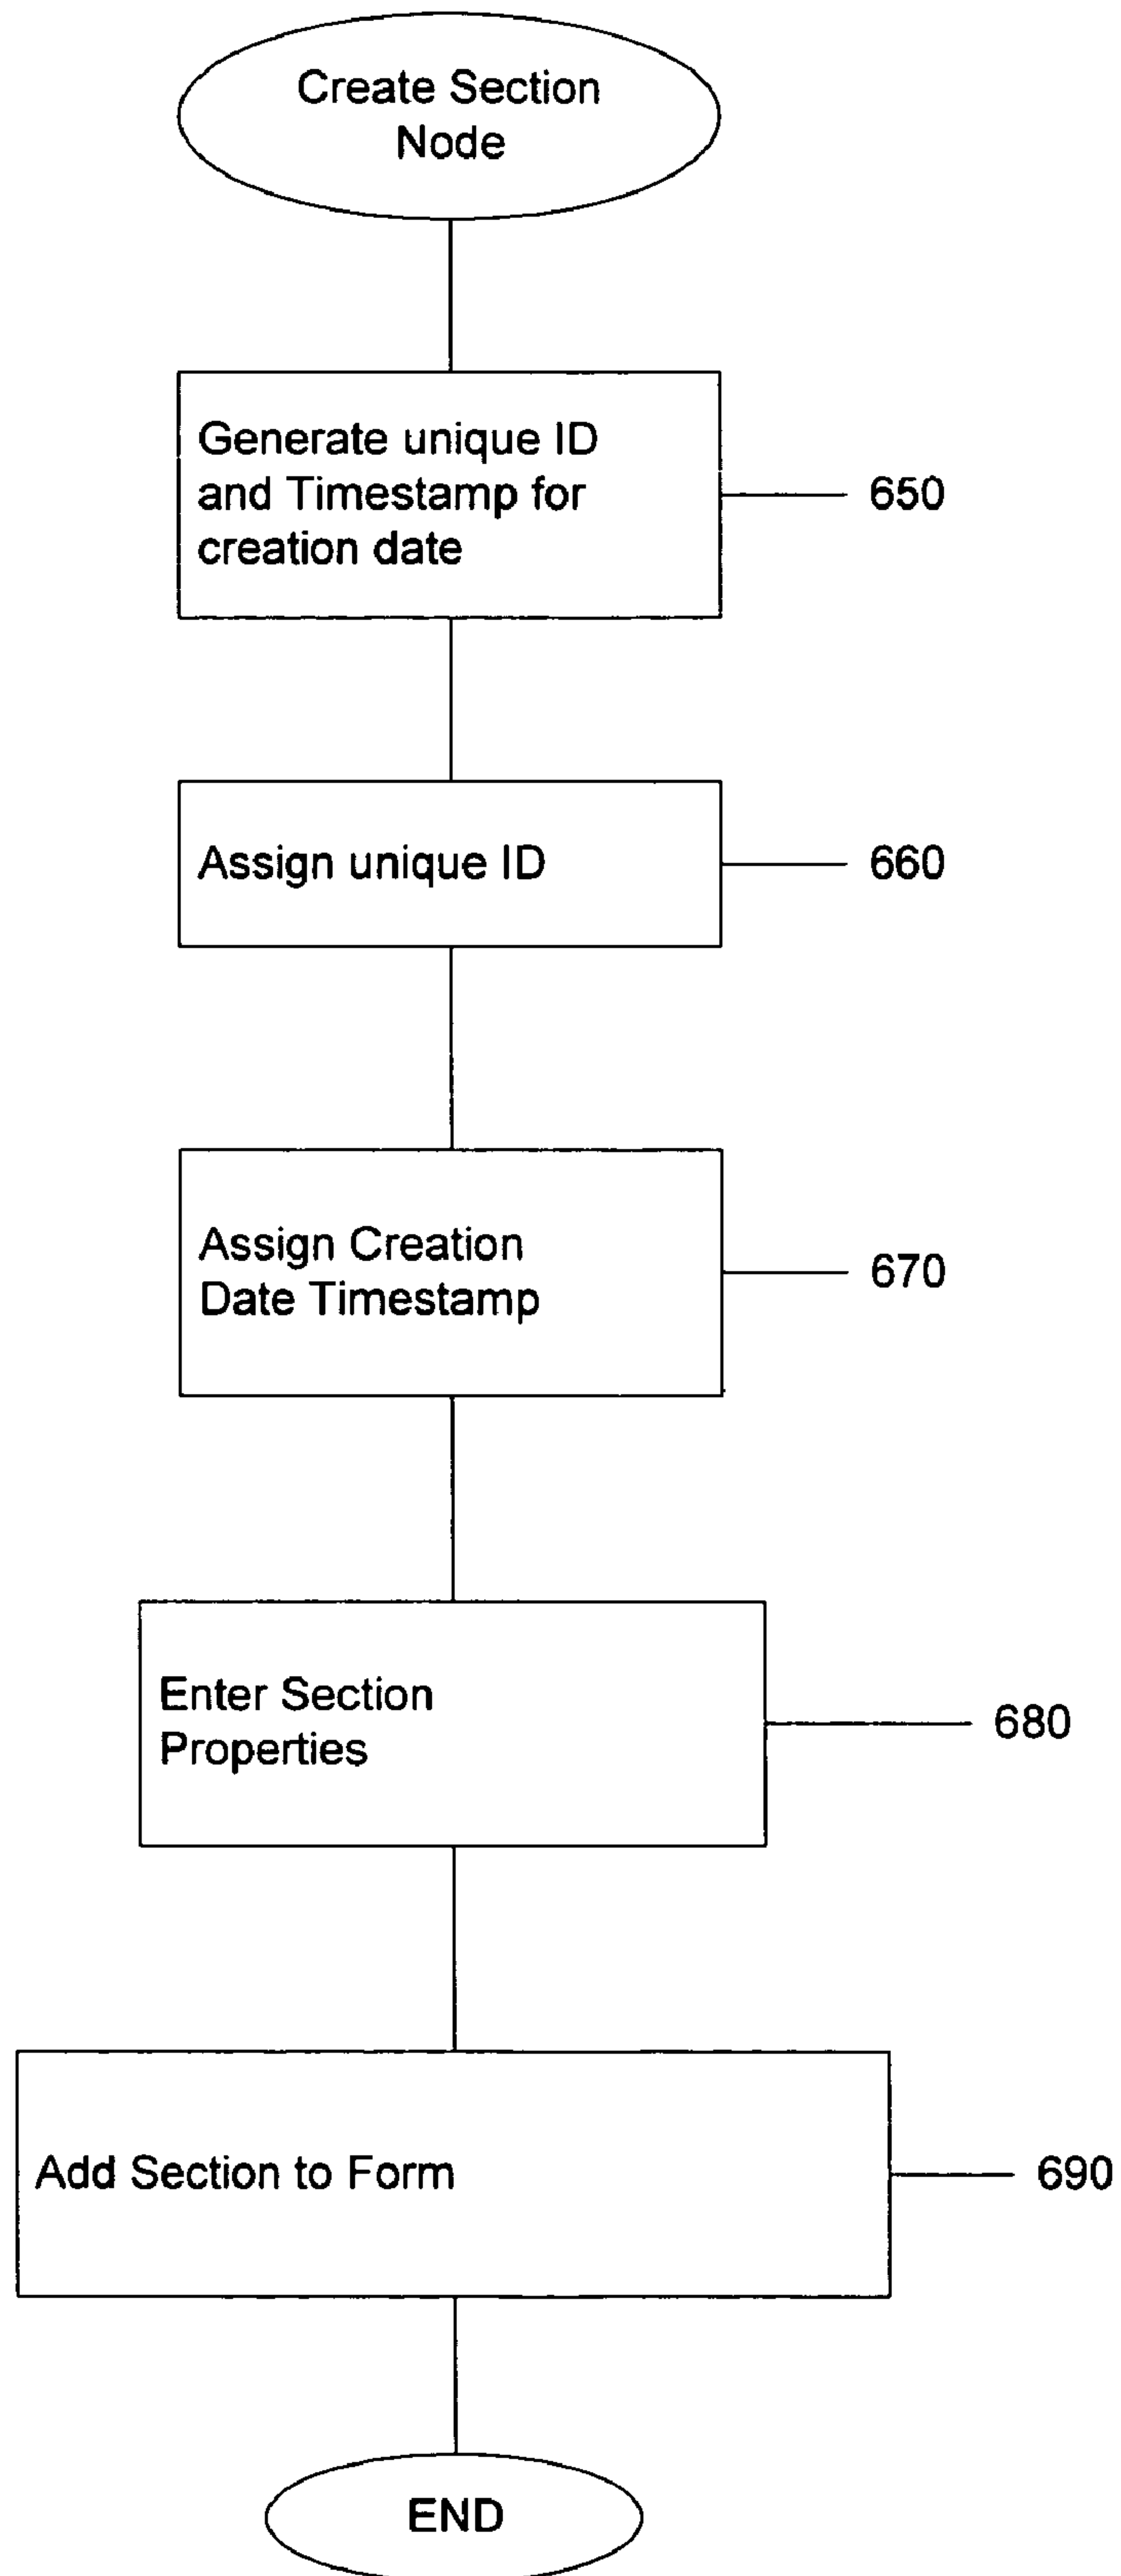 Create Section
Node
Generate unique ID
and Timestamp for
creation date
650
Assign unique ID
660
Assign Creation
Date Timestamp
670
Enter Section
Properties
680
Add Section to Form
690
END